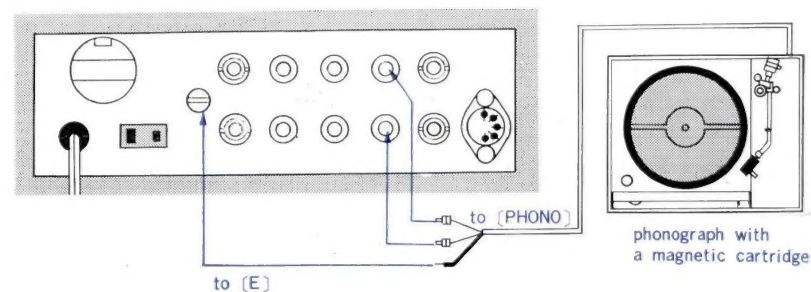 to [PHONO]
phonograph with
a magnetic cartridge
to [E]